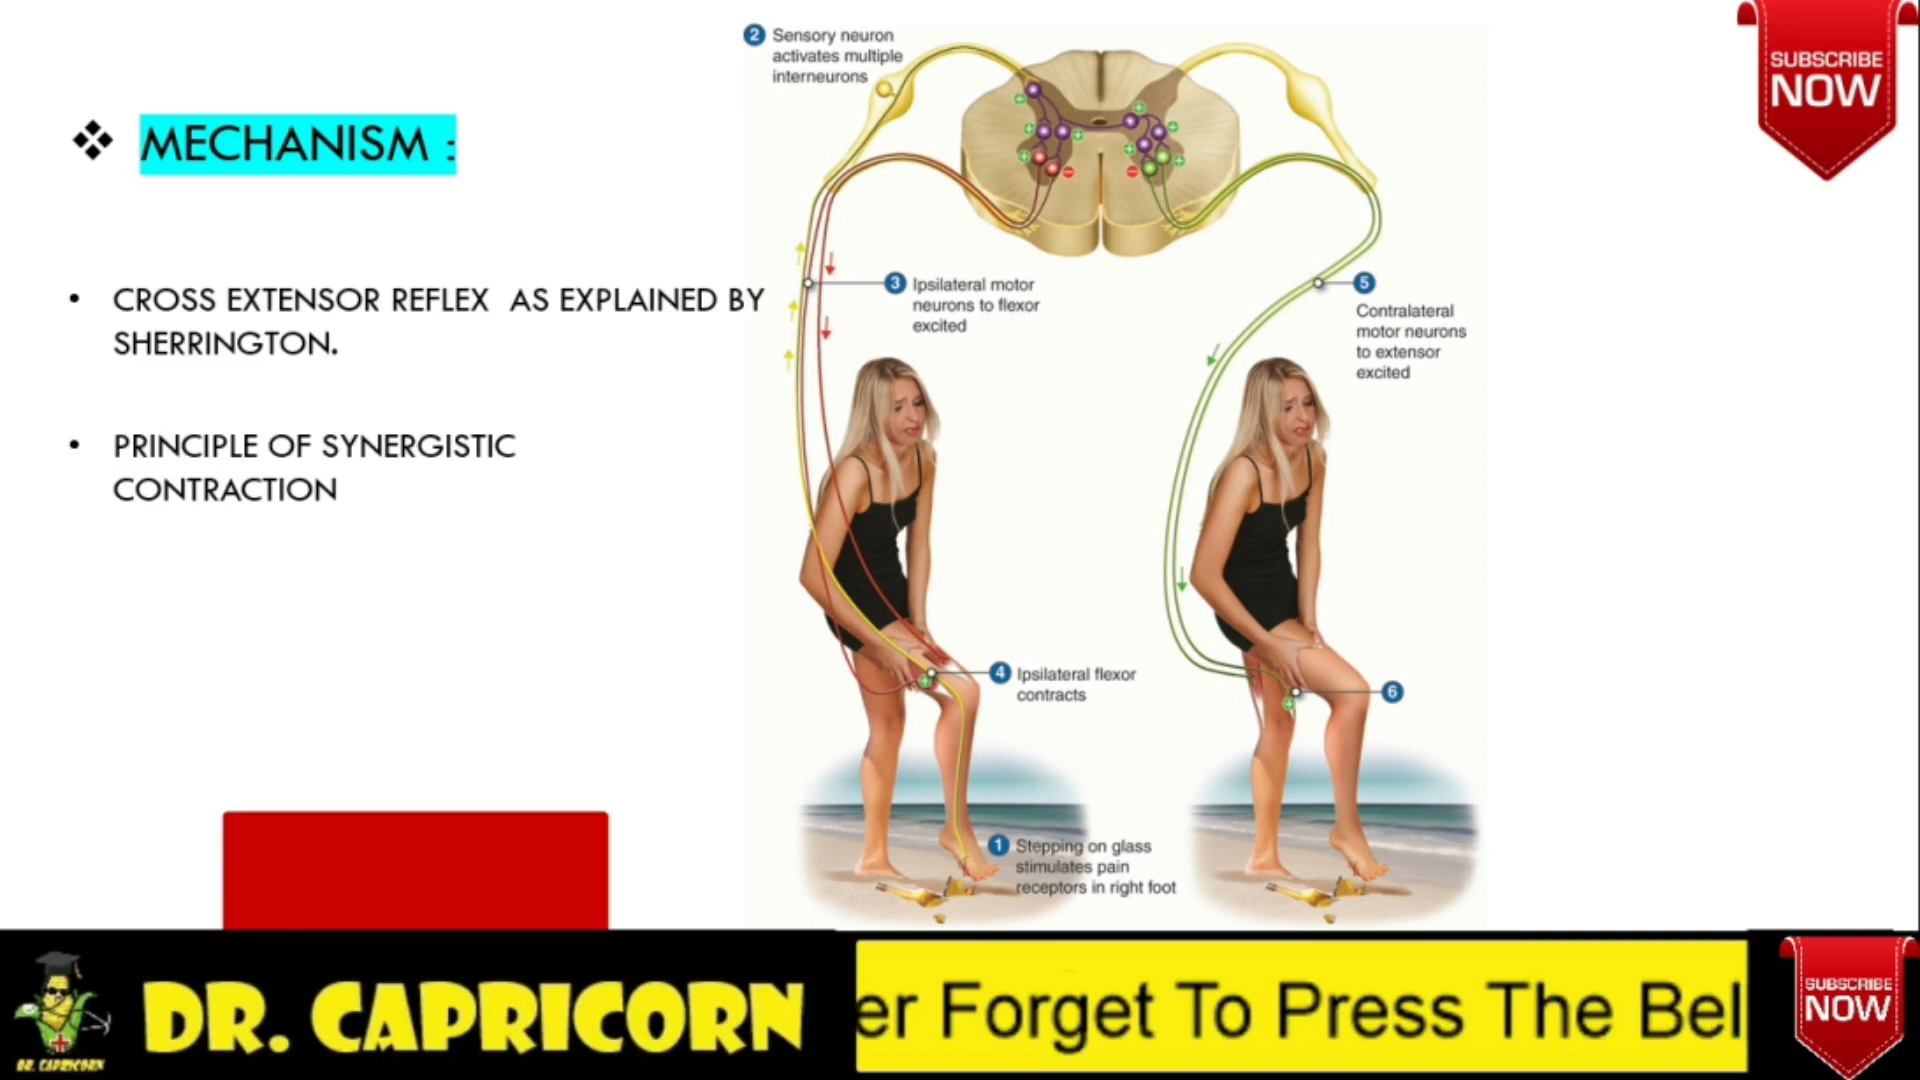 MECHANISM :
CROSS EXTENSOR REFLEX AS EXPLAINED BY
SHERRINGTON.
PRINCIPLE OF SYNERGISTIC
CONTRACTION
2 Sensory neuron
activates multiple
interneurons
3 Ipsilateral motor
neurons to flexor
excited
5
Contralateral
motor neurons
to extensor
excited
4 Ipsilateral flexor
contracts
6
1 Stepping on glass
stimulates pain
receptors in right foot
SUBSCRIBE
NOW
DR. CAPRICORN
DR. CAPRICORN
er Forget To Press The Bel
SUBSCRIBE
NOW